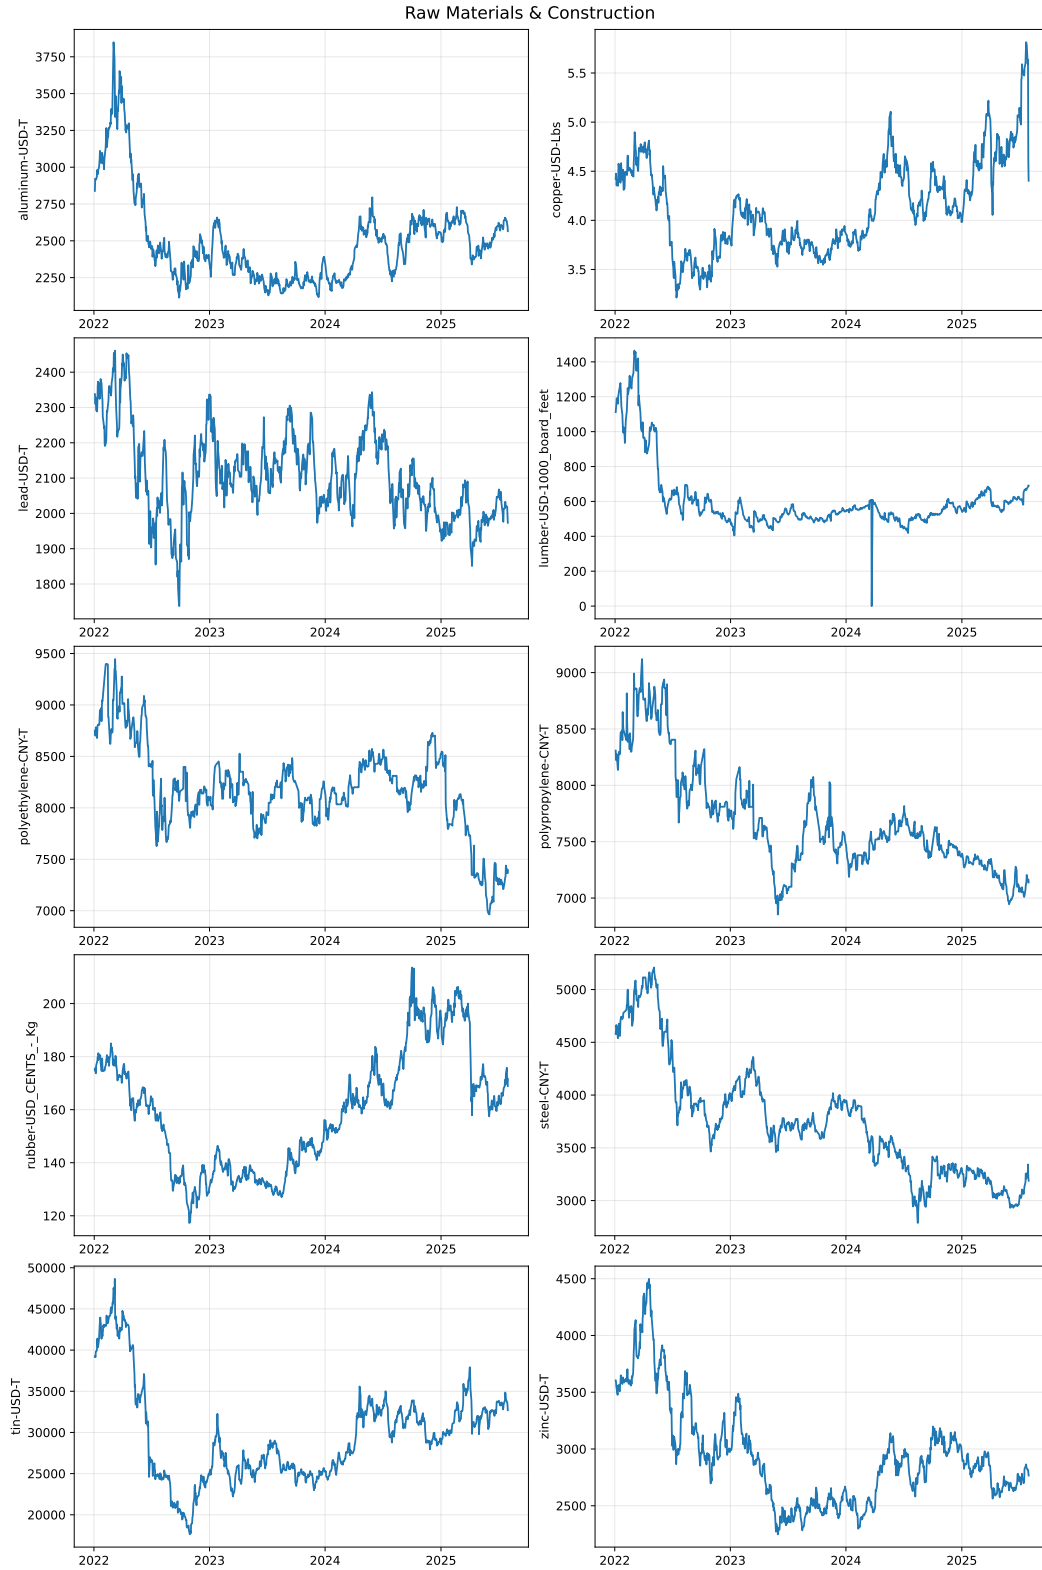 Raw Materials & Construction
aluminum-USD-T
3750
3500
3250
3000
2750
2500
2250
2022 2023 2024 2025
copper-USD-Lbs
5.5
5.0
4.5
4.0
3.5
2022 2023 2024 2025
lead-USD-T
2400
2300
2200
2100
2000
1900
1800
2022 2023 2024 2025
lumber-USD-1000_board_feet
1400
1200
1000
800
600
400
200
0
2022 2023 2024 2025
polyethylene-CNY-T
9500
9000
8500
8000
7500
7000
2022 2023 2024 2025
polypropylene-CNY-T
9000
8500
8000
7500
7000
2022 2023 2024 2025
rubber-USD_CENTS_-_Kg
200
180
160
140
120
2022 2023 2024 2025
steel-CNY-T
5000
4500
4000
3500
3000
2022 2023 2024 2025
tin-USD-T
50000
45000
40000
35000
30000
25000
20000
2022 2023 2024 2025
zinc-USD-T
4500
4000
3500
3000
2500
2022 2023 2024 2025